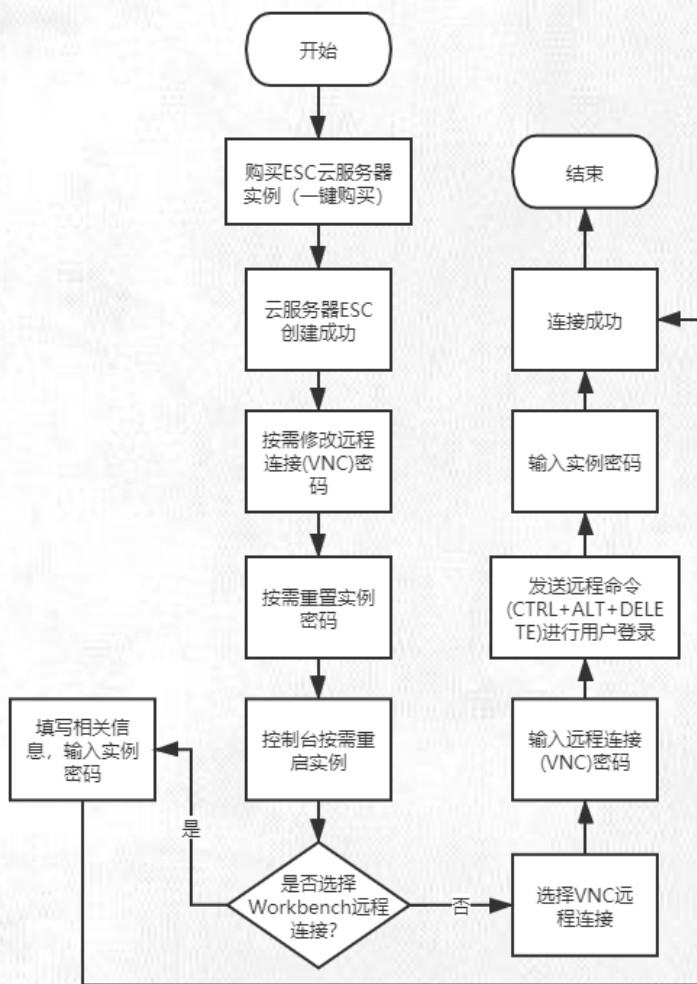 开始
购买ESC云服务器
实例（一键购买）
云服务器ESC
创建成功
按需修改远程
连接(VNC)密
码
按需重置实例
密码
控制台按需重
启实例
是否选择
Workbench远程
连接？
是
填写相关信
息，输入实例
密码
否
选择VNC远
程连接
输入远程连接
(VNC)密码
发送远程命令
(CTRL+ALT+DELE
TE)进行用户登录
输入实例密码
连接成功
结束